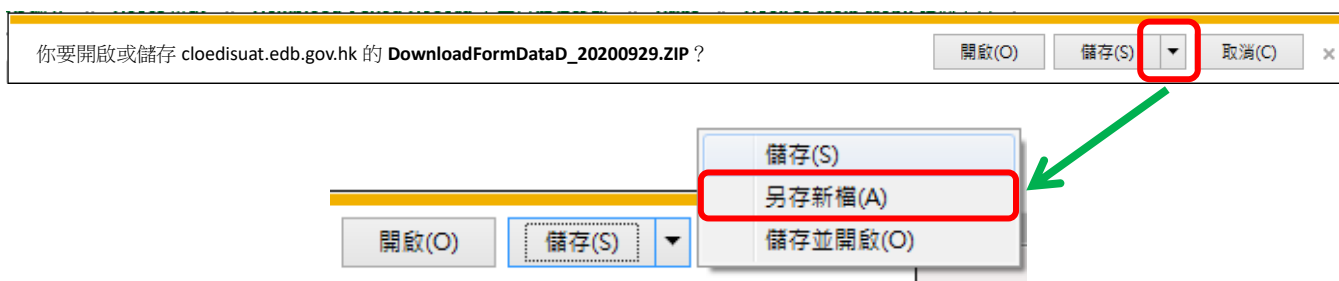 你要開啟或儲存 cloedisuat.edb.gov.hk 的 DownloadFormDataD_20200929.ZIP？ 開啟(O) 儲存(S) 取消(C) ×
儲存(S)
另存新檔(A)
開啟(O) 儲存(S) 儲存並開啟(O)